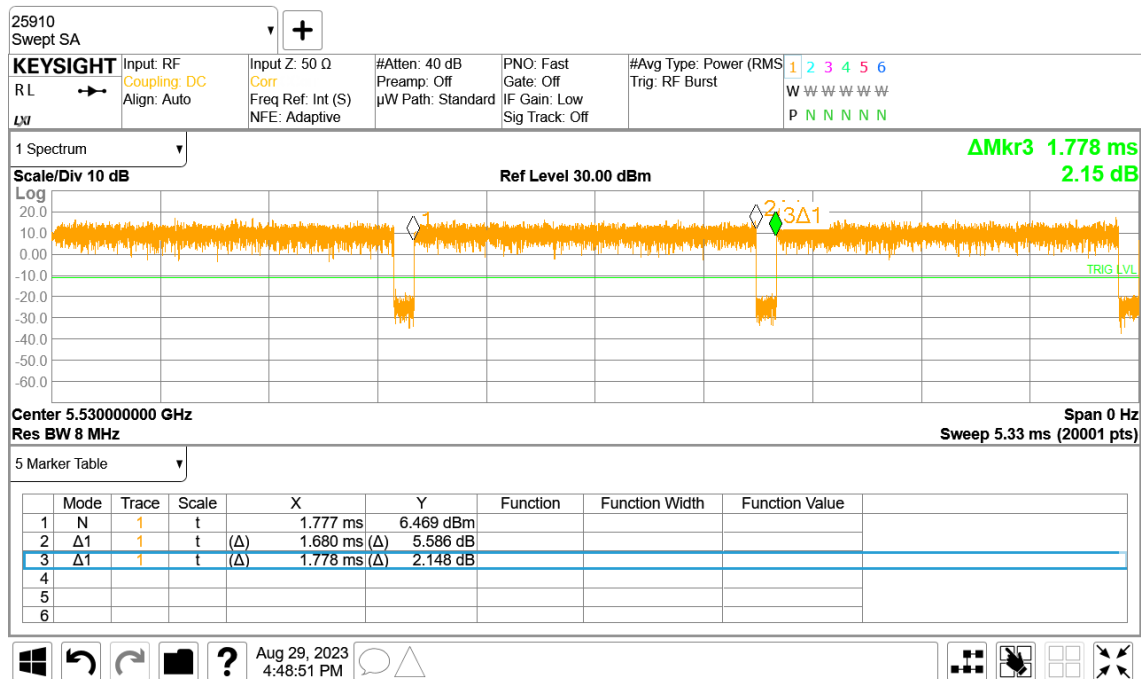 25910
Swept SA
KEYSIGHT
R L
LXI
Input: RF
Coupling: DC
Align: Auto
Input Z: 50 Ω
Corr
Freq Ref: Int (S)
NFE: Adaptive
#Atten: 40 dB
Preamp: Off
µW Path: Standard
PNO: Fast
Gate: Off
IF Gain: Low
Sig Track: Off
#Avg Type: Power (RMS
Trig: RF Burst
1 2 3 4 5 6
W W W W W W
P N N N N N
1 Spectrum
ΔMkr3 1.778 ms
2.15 dB
Scale/Div 10 dB
Ref Level 30.00 dBm
Log
20.0
10.0
0.00
-10.0
-20.0
-30.0
-40.0
-50.0
-60.0
1
3Δ1
TRIG LVL
Center 5.530000000 GHz
Span 0 Hz
Res BW 8 MHz
Sweep 5.33 ms (20001 pts)
5 Marker Table
Mode Trace Scale X Y Function Function Width Function Value
1 N 1 t 1.777 ms 6.469 dBm
2 Δ1 1 t (Δ) 1.680 ms (Δ) 5.586 dB
3 Δ1 1 t (Δ) 1.778 ms (Δ) 2.148 dB
4
5
6
?
Aug 29, 2023
4:48:51 PM